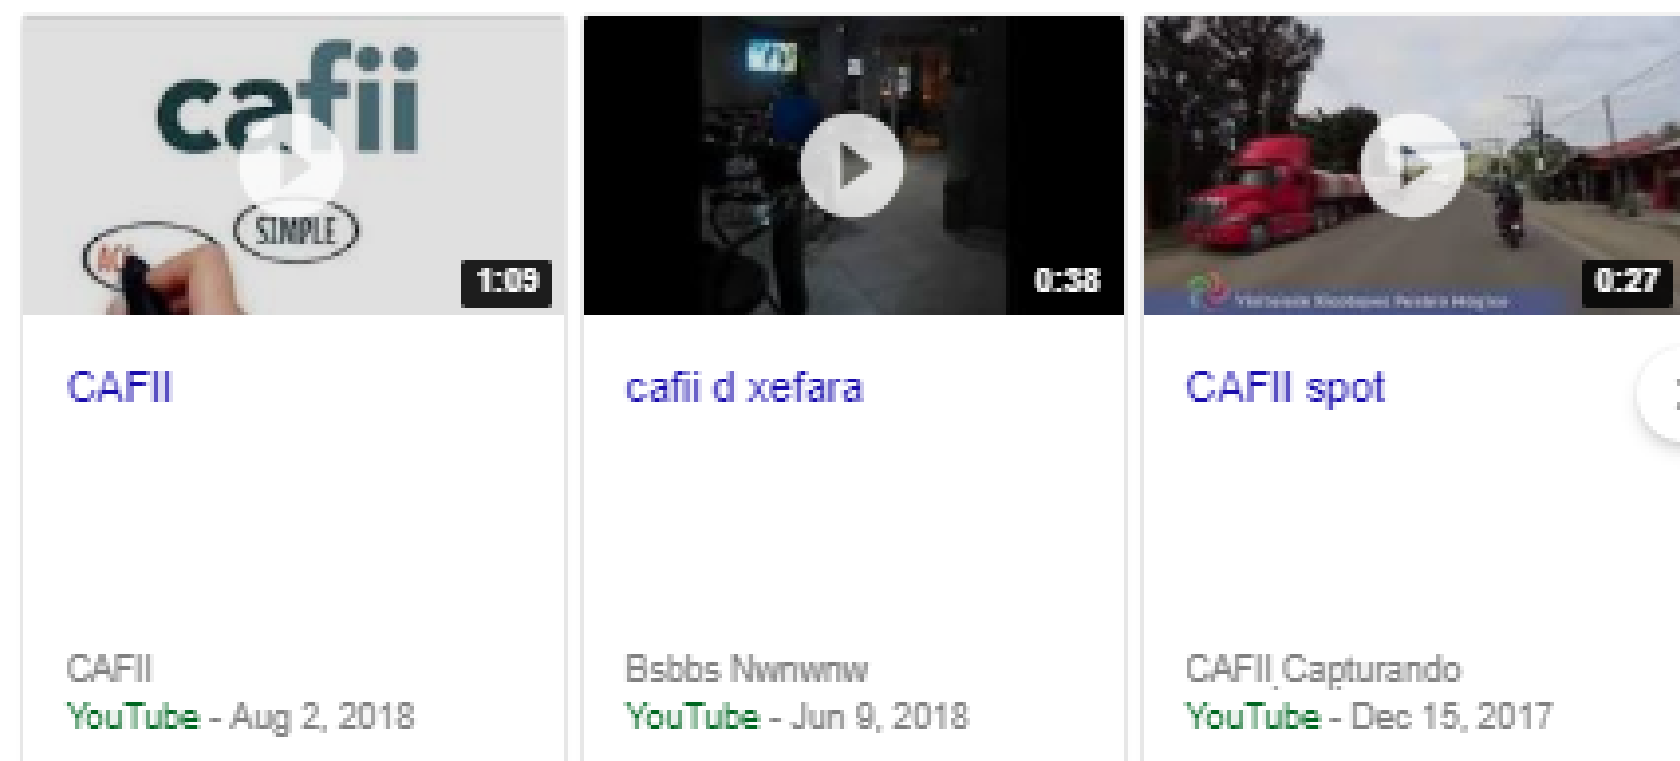 cafii
SIMPLE
1:09
0:38
0:27
CAFII
cafii d xefara
CAFII spot
CAFII
YouTube - Aug 2, 2018
Bsbbs Nwnwnw
YouTube - Jun 9, 2018
CAFII Capturando
YouTube - Dec 15, 2017